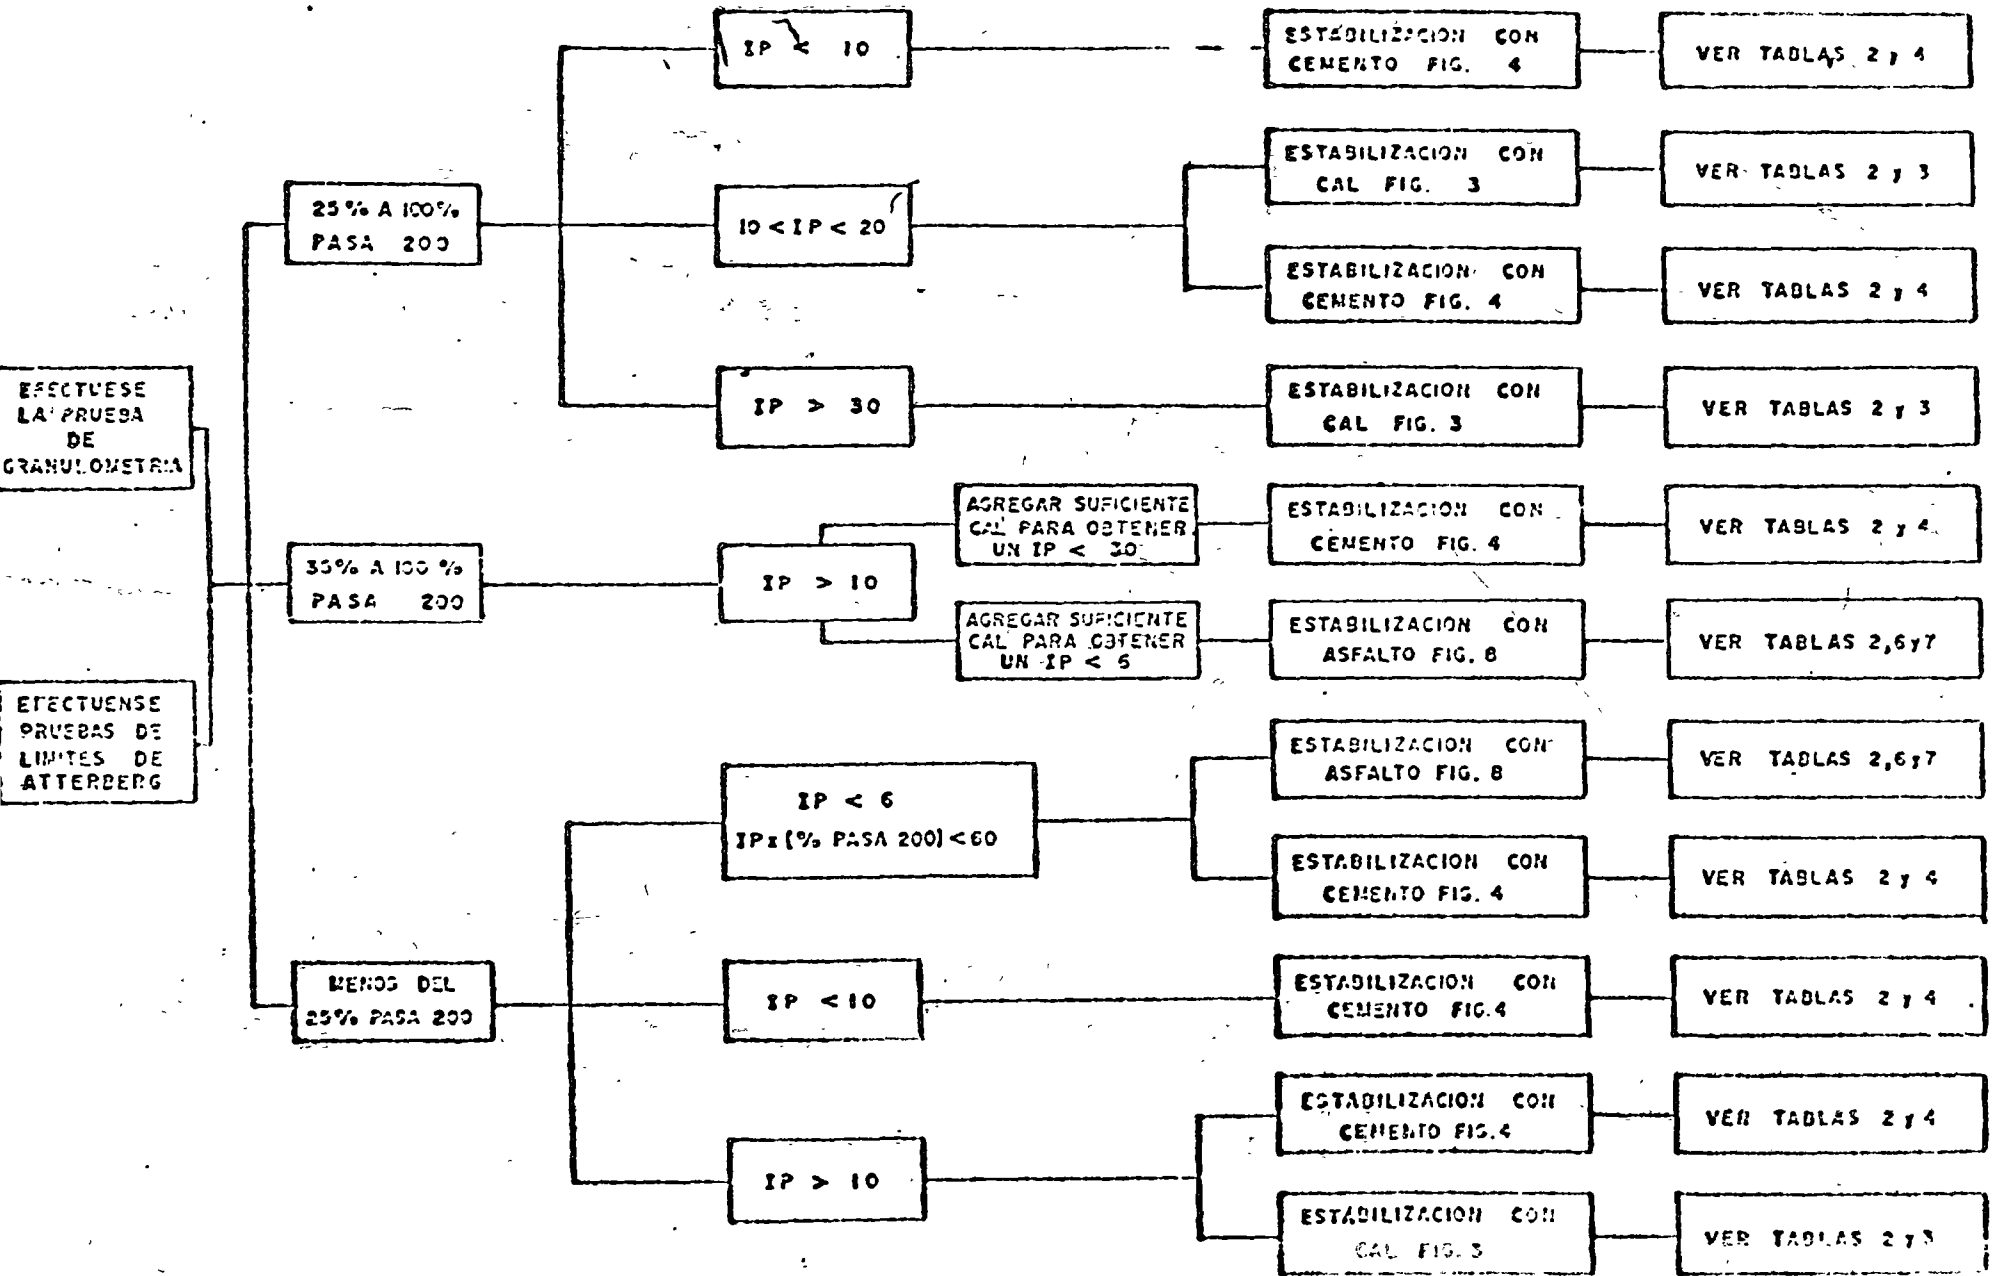 EFECTUESE
LA PRUEBA
DE
GRANULOMETRIA
EFECTUENSE
PRUEBAS DE
LIMITES DE
ATTERBERG
25% A 100%
PASA 200
IP < 10
ESTABILIZACION CON
CEMENTO FIG. 4
VER TABLAS 2 y 4
10 < IP < 20
ESTABILIZACION CON
CAL FIG. 3
VER TABLAS 2 y 3
ESTABILIZACION CON
CEMENTO FIG. 4
VER TABLAS 2 y 4
IP > 30
ESTABILIZACION CON
CAL FIG. 3
VER TABLAS 2 y 3
A 100 %
PASA 200
IP > 10
AGREGAR SUFICIENTE
CAL PARA OBTENER
UN IP < 30
ESTABILIZACION CON
CEMENTO FIG. 4
VER TABLAS 2 y 4
AGREGAR SUFICIENTE
CAL PARA OBTENER
UN IP < 6
ESTABILIZACION CON
ASFALTO FIG. 8
VER TABLAS 2,6 y 7
MENOS DEL
25% PASA 200
IP < 6
IP x (% PASA 200) < 60
ESTABILIZACION CON
ASFALTO FIG. 8
VER TABLAS 2,6 y 7
ESTABILIZACION CON
CEMENTO FIG. 4
VER TABLAS 2 y 4
IP < 10
ESTABILIZACION CON
CEMENTO FIG. 4
VER TABLAS 2 y 4
IP > 10
ESTABILIZACION CON
CEMENTO FIG. 4
VER TABLAS 2 y 4
ESTABILIZACION CON
CAL FIG. 3
VER TABLAS 2 y 3